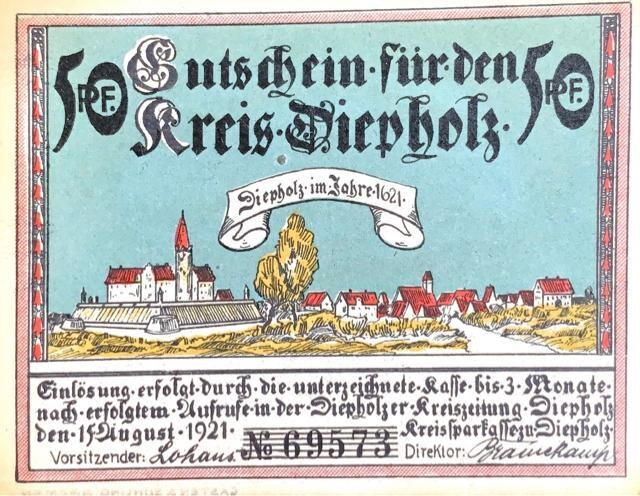 50 PF. Gutschein·für·den 50 PF.
Kreis·Diepholz·
Diepholz·im·Jahre·1621·
Einlösung·erfolgt·durch·die·unterzeichnete·Kasse·bis·3·Monate·
nach·erfolgtem·Aufrufe·in·der·Diepholzer·Kreiszeitung·Diepholz
den·15·August·1921· Kreissparkasse·zu·Diepholz·
Vorsitzender: Lohaus № 69573 Direktor: